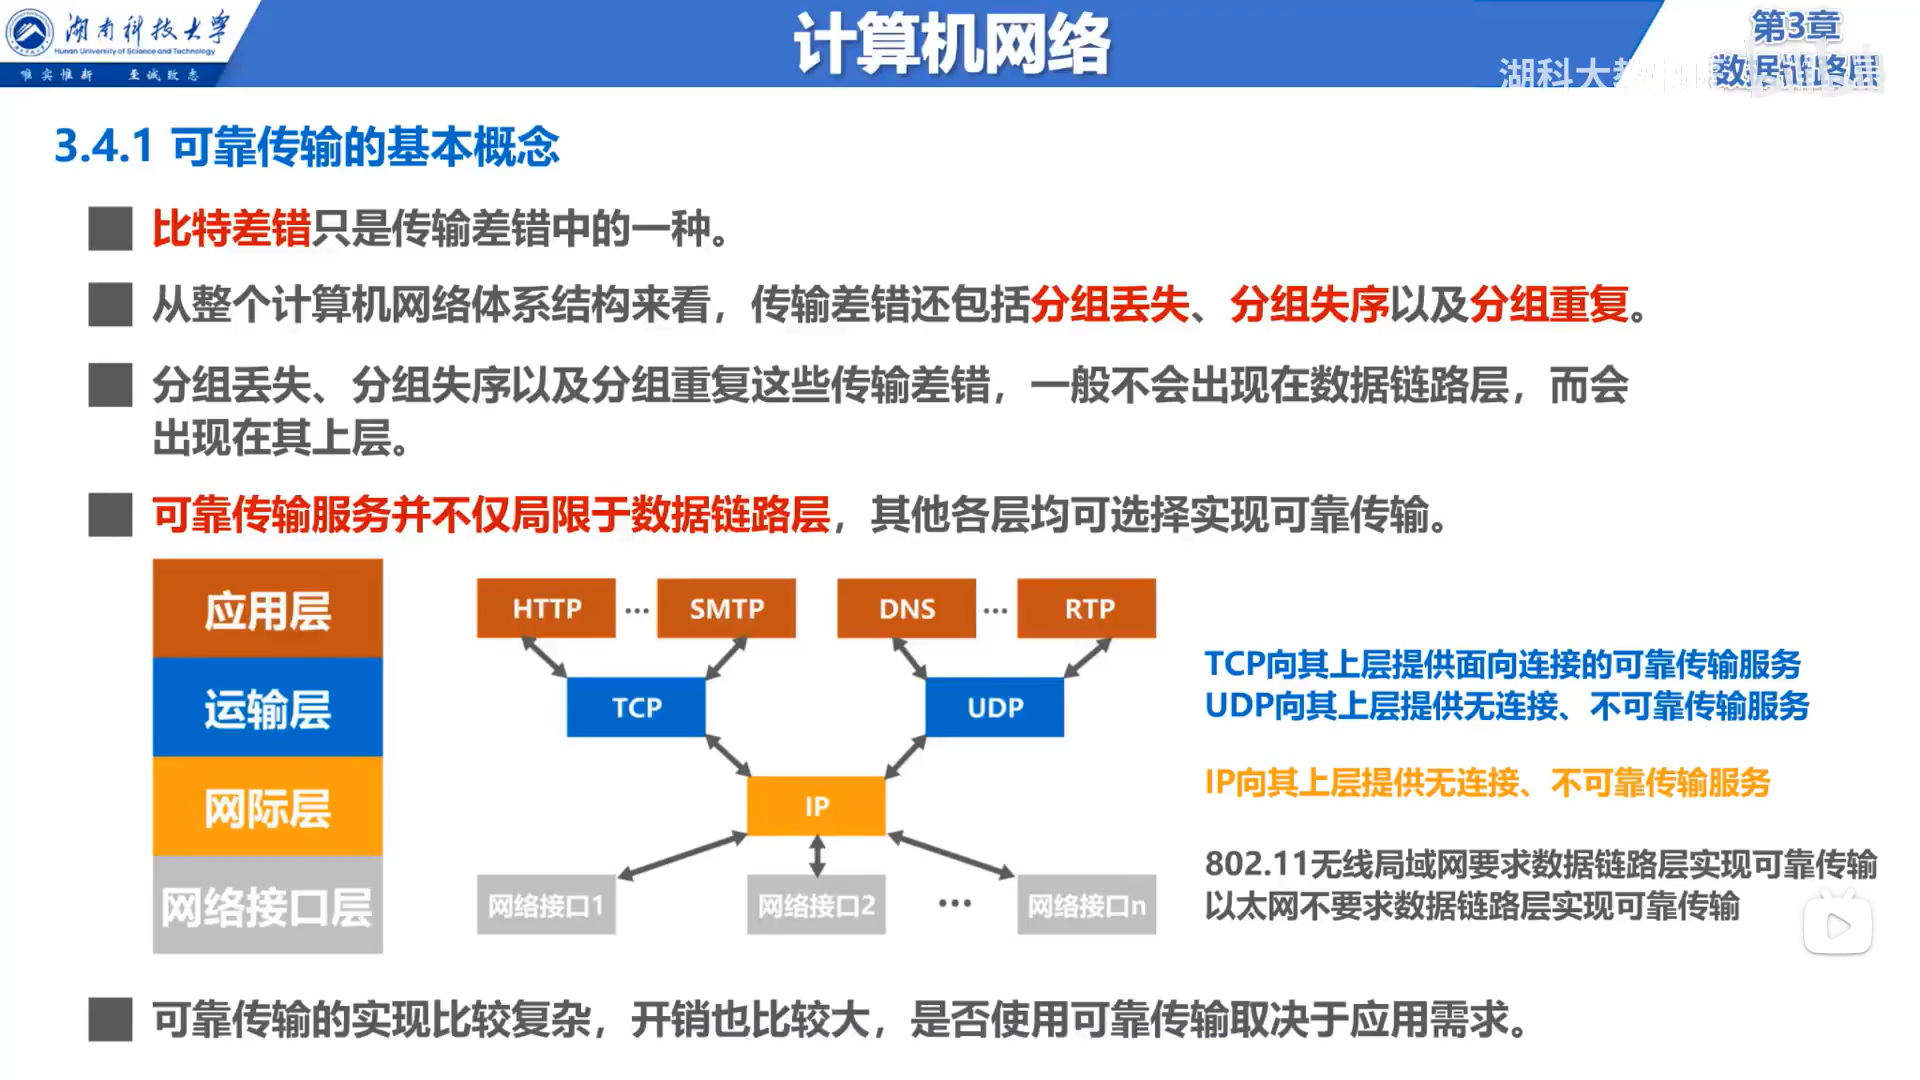 湖南科技大学
Hunan University of Science and Technology
唯实惟新 至诚致志
计算机网络
第3章
数据链路层
湖科大教
3.4.1 可靠传输的基本概念
比特差错只是传输差错中的一种。
从整个计算机网络体系结构来看，传输差错还包括分组丢失、分组失序以及分组重复。
分组丢失、分组失序以及分组重复这些传输差错，一般不会出现在数据链路层，而会
出现在其上层。
可靠传输服务并不仅局限于数据链路层，其他各层均可选择实现可靠传输。
应用层
运输层
网际层
网络接口层
HTTP ··· SMTP DNS ··· RTP
TCP UDP
IP
网络接口1 网络接口2 ··· 网络接口n
TCP向其上层提供面向连接的可靠传输服务
UDP向其上层提供无连接、不可靠传输服务
IP向其上层提供无连接、不可靠传输服务
802.11无线局域网要求数据链路层实现可靠传输
以太网不要求数据链路层实现可靠传输
可靠传输的实现比较复杂，开销也比较大，是否使用可靠传输取决于应用需求。